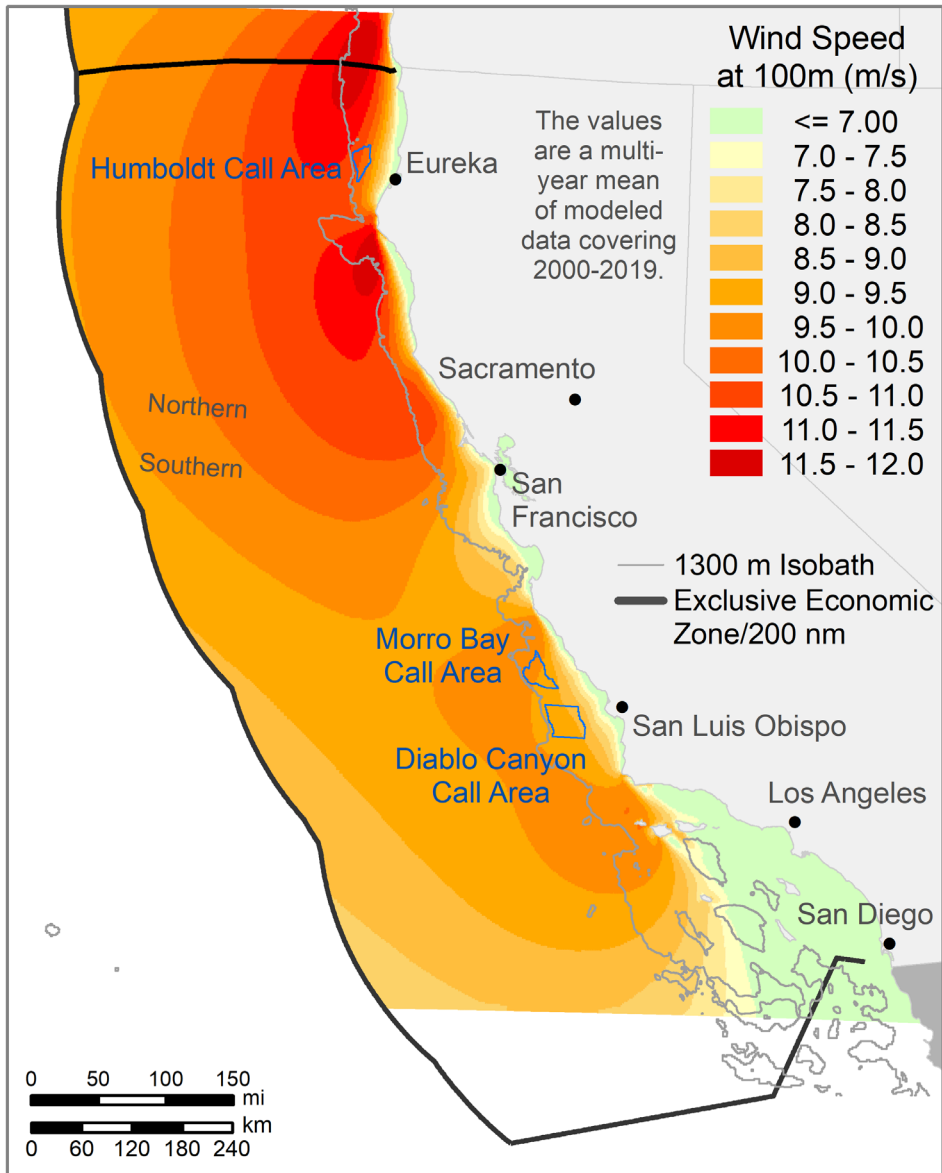 Wind Speed
at 100m (m/s)
<= 7.00
7.0 - 7.5
7.5 - 8.0
8.0 - 8.5
8.5 - 9.0
9.0 - 9.5
9.5 - 10.0
10.0 - 10.5
10.5 - 11.0
11.0 - 11.5
11.5 - 12.0
The values
are a multi-
year mean
of modeled
data covering
2000-2019.
Humboldt Call Area
Eureka
Sacramento
Northern
Southern
San
Francisco
1300 m Isobath
Exclusive Economic
Zone/200 nm
Morro Bay
Call Area
San Luis Obispo
Diablo Canyon
Call Area
Los Angeles
San Diego
0 50 100 150
mi
km
0 60 120 180 240